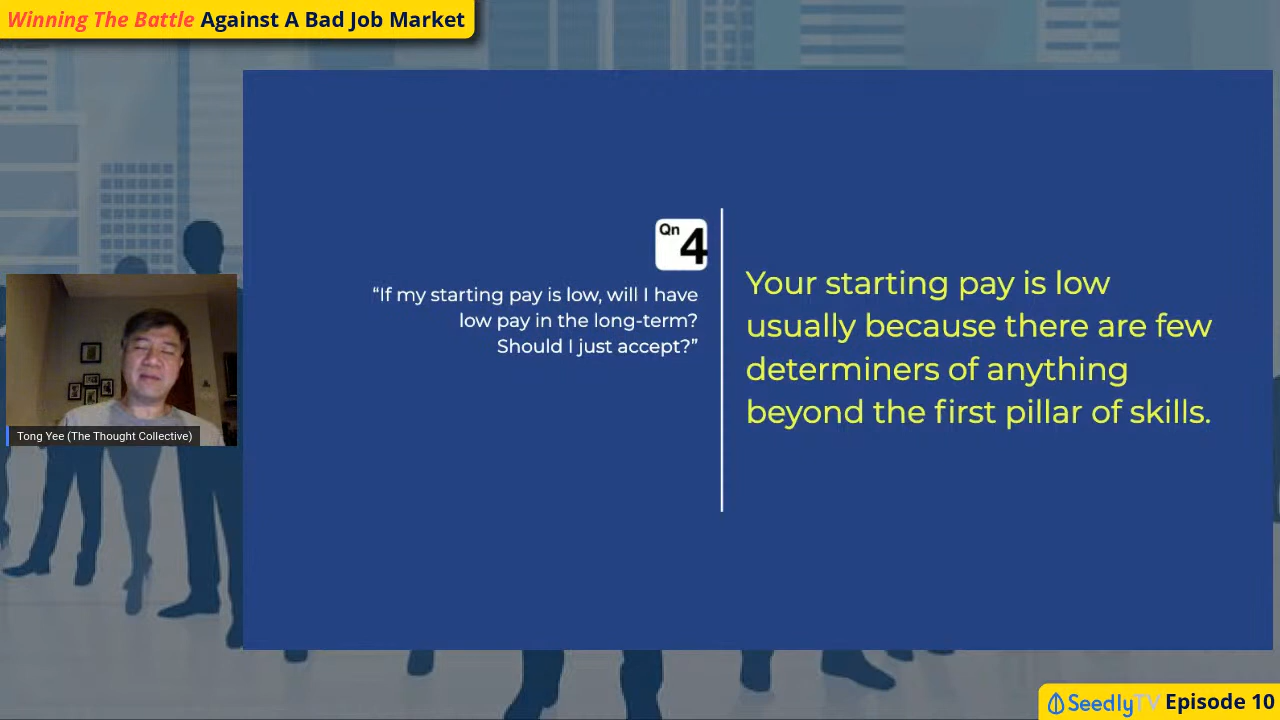 Winning The Battle Against A Bad Job Market
Qn
4
“If my starting pay is low, will I have
low pay in the long-term?
Should I just accept?”
Your starting pay is low
usually because there are few
determiners of anything
beyond the first pillar of skills.
Tong Yee (The Thought Collective)
SeedlyTV Episode 10